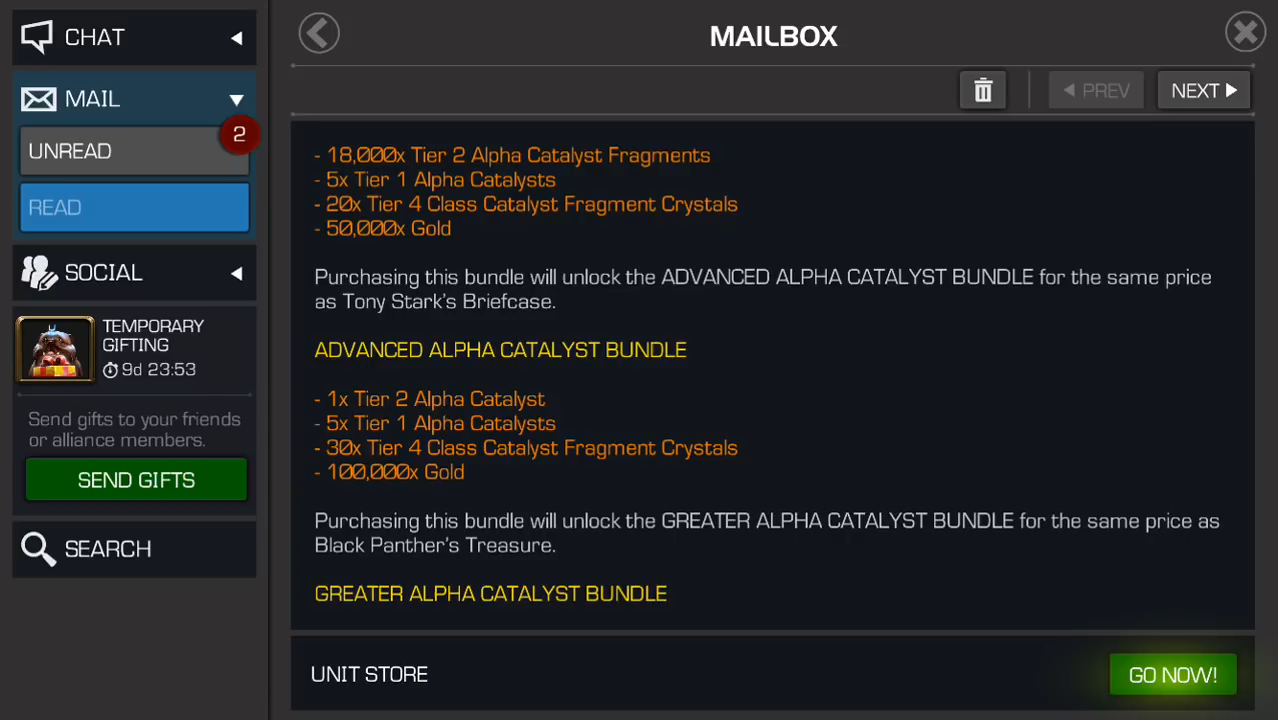 CHAT
MAIL
2
UNREAD
READ
SOCIAL
TEMPORARY
GIFTING
9d 23:53
Send gifts to your friends
or alliance members.
SEND GIFTS
SEARCH
MAILBOX
PREV
NEXT
- 18,000x Tier 2 Alpha Catalyst Fragments
- 5x Tier 1 Alpha Catalysts
- 20x Tier 4 Class Catalyst Fragment Crystals
- 50,000x Gold
Purchasing this bundle will unlock the ADVANCED ALPHA CATALYST BUNDLE for the same price
as Tony Stark's Briefcase.
ADVANCED ALPHA CATALYST BUNDLE
- 1x Tier 2 Alpha Catalyst
- 5x Tier 1 Alpha Catalysts
- 30x Tier 4 Class Catalyst Fragment Crystals
- 100,000x Gold
Purchasing this bundle will unlock the GREATER ALPHA CATALYST BUNDLE for the same price as
Black Panther's Treasure.
GREATER ALPHA CATALYST BUNDLE
UNIT STORE
GO NOW!